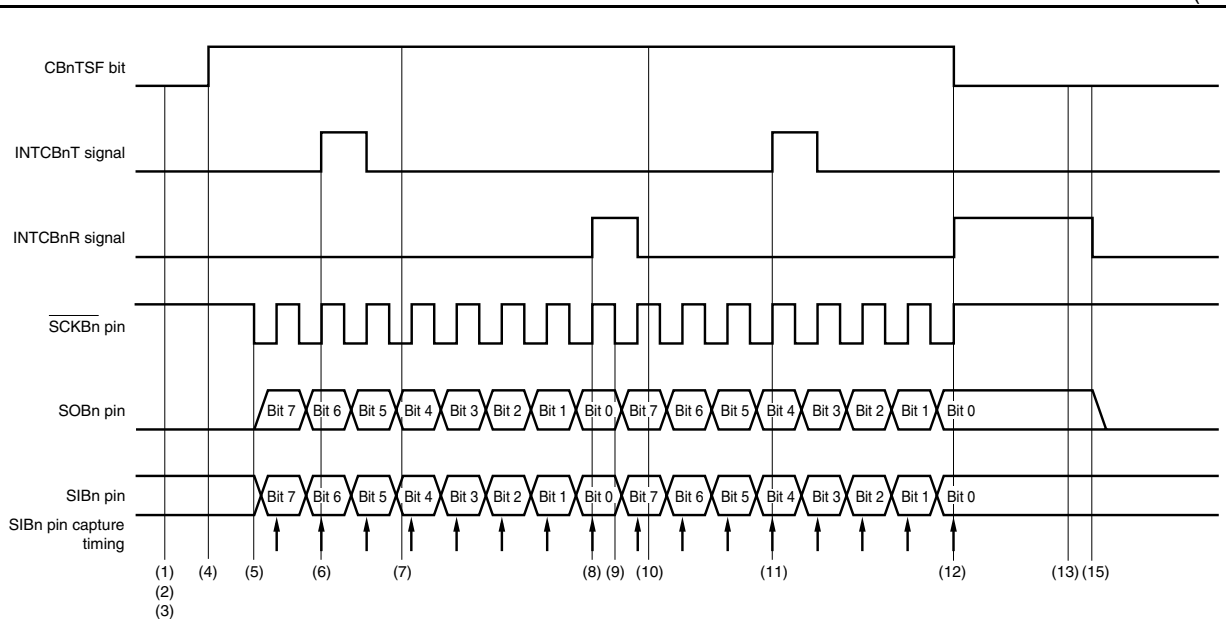 CBnTSF bit
INTCBnT signal
INTCBnR signal
SCKBn pin
SOBn pin
Bit 7 Bit 6 Bit 5 Bit 4 Bit 3 Bit 2 Bit 1 Bit 0 Bit 7 Bit 6 Bit 5 Bit 4 Bit 3 Bit 2 Bit 1 Bit 0
SIBn pin
Bit 7 Bit 6 Bit 5 Bit 4 Bit 3 Bit 2 Bit 1 Bit 0 Bit 7 Bit 6 Bit 5 Bit 4 Bit 3 Bit 2 Bit 1 Bit 0
SIBn pin capture
timing
(1) (4) (5) (6) (7) (8) (9) (10) (11) (12) (13) (15)
(2)
(3)